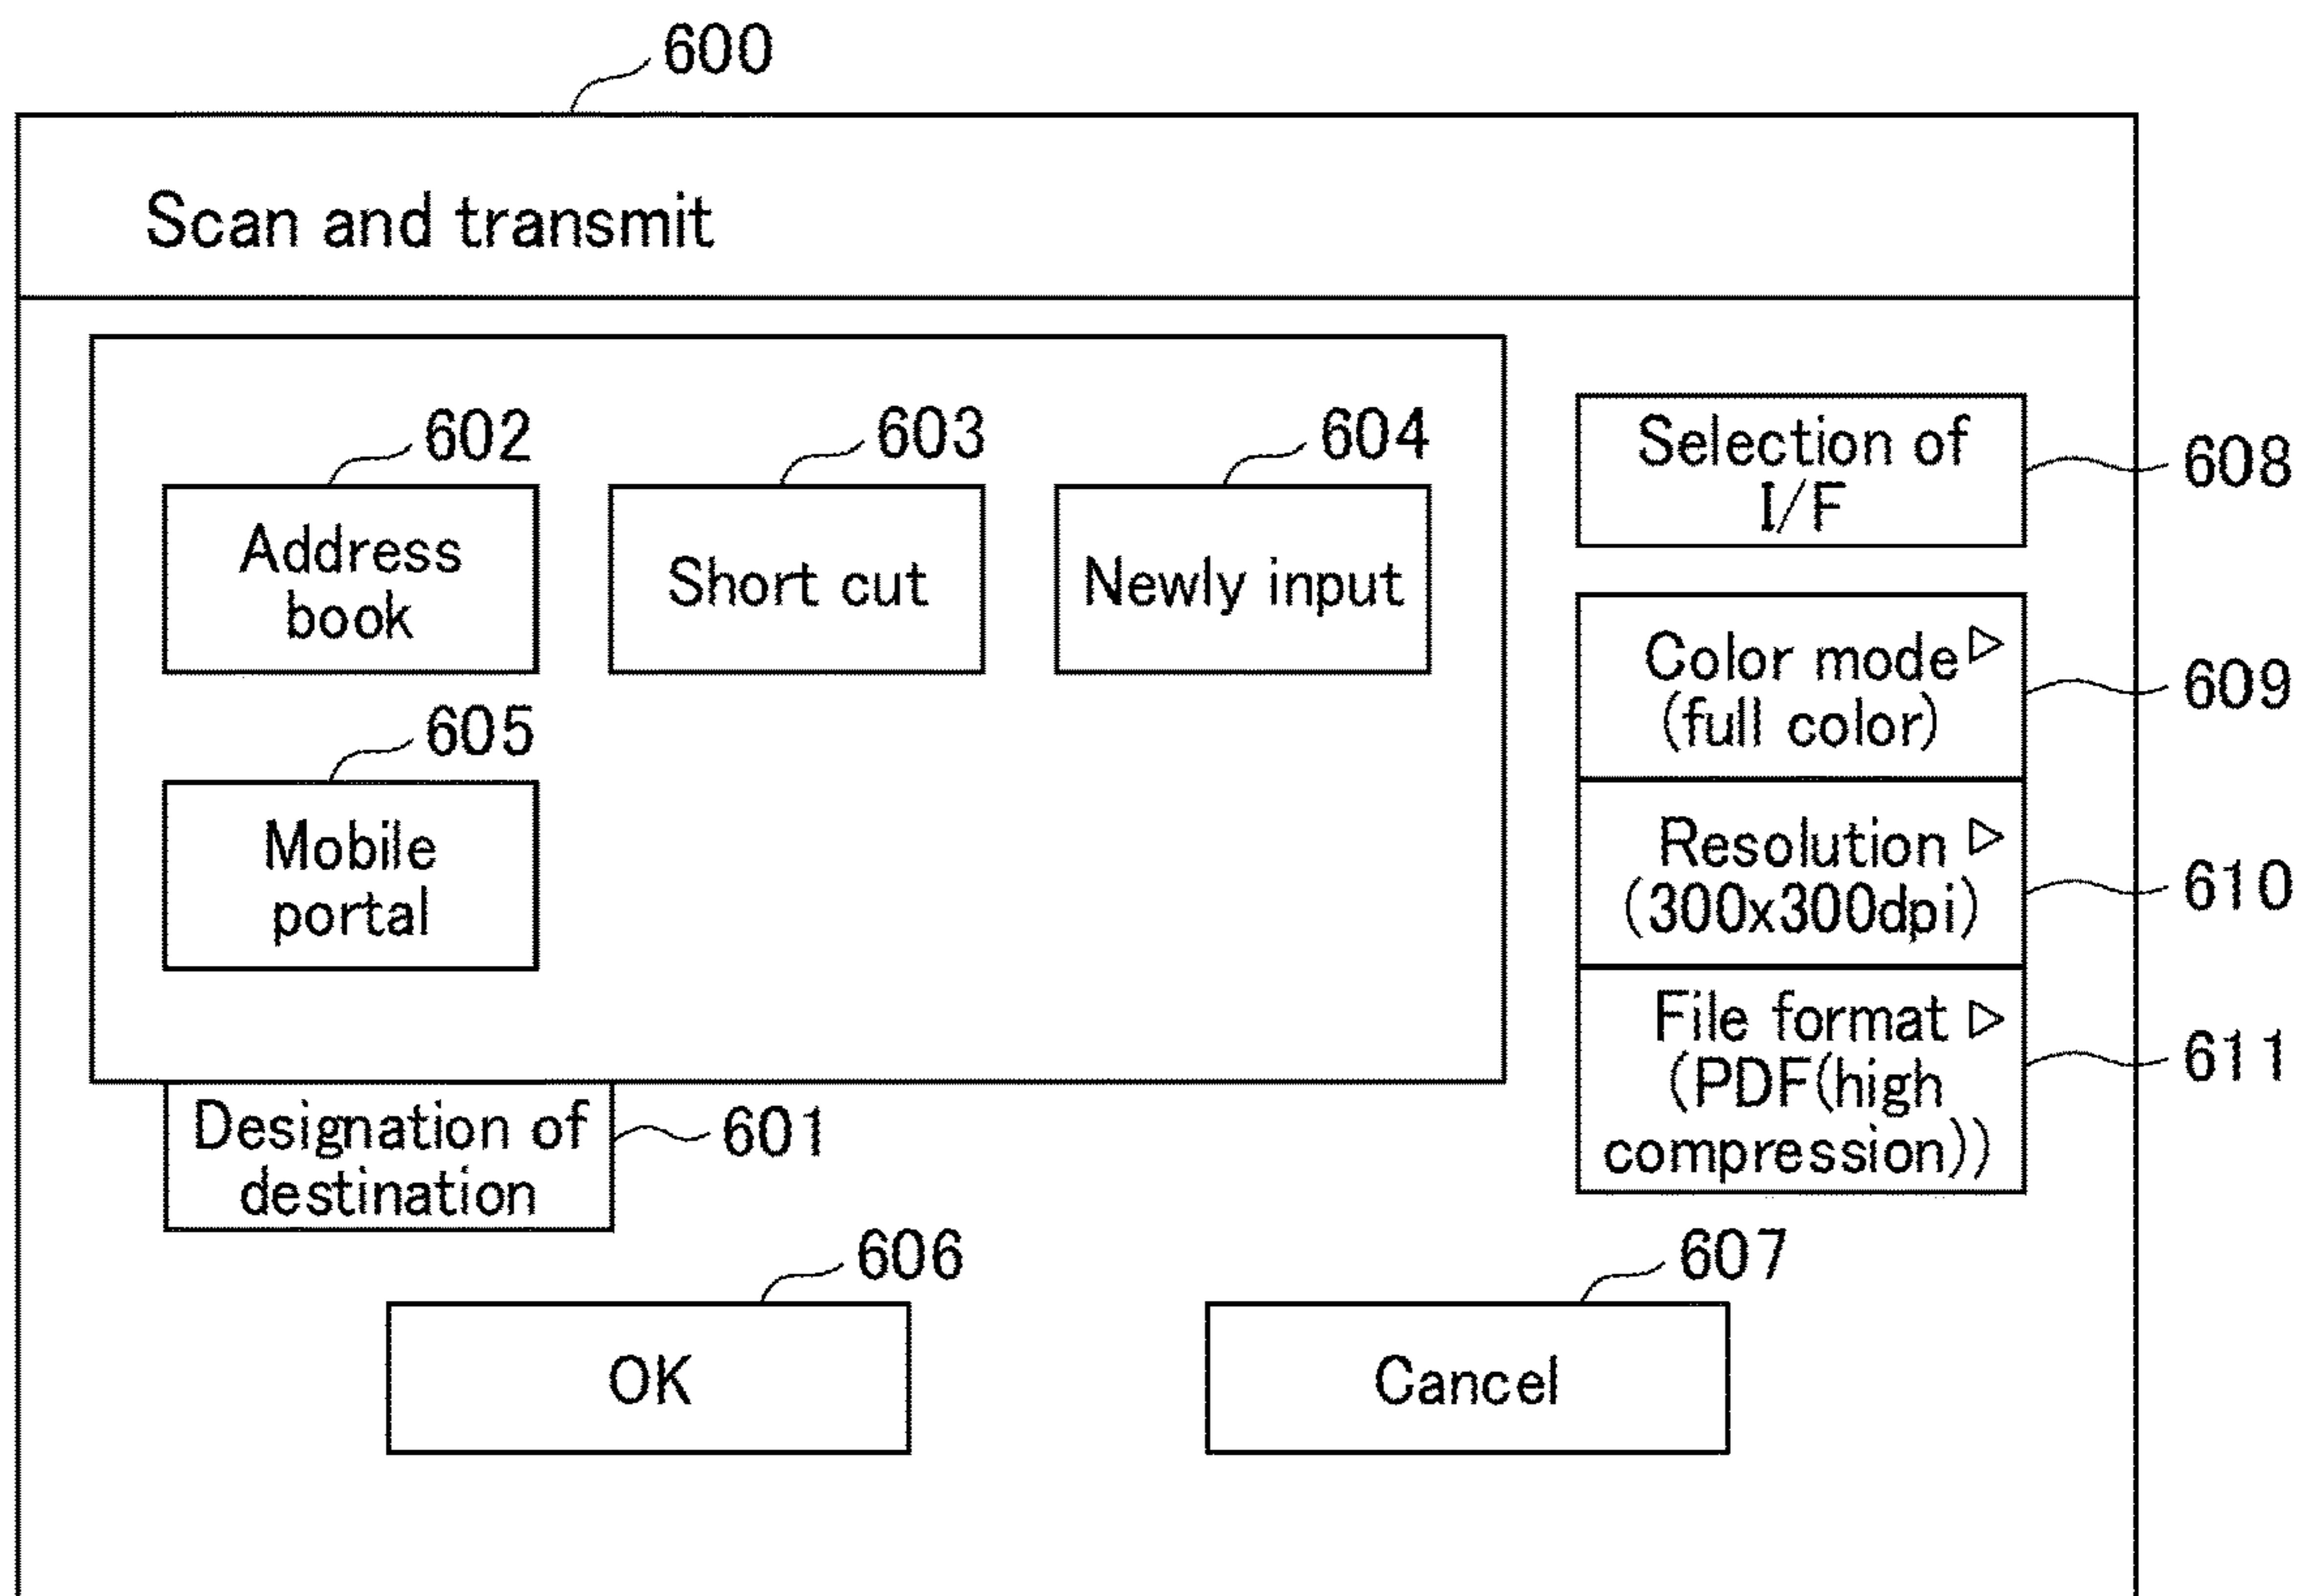 600
Scan and transmit
602
603
604
Address
book
Short cut
Newly input
605
Mobile
portal
Designation of
destination
601
Selection of
I/F
608
Color mode ▷
(full color)
609
Resolution ▷
(300x300dpi)
610
File format ▷
(PDF(high
compression))
611
606
OK
607
Cancel